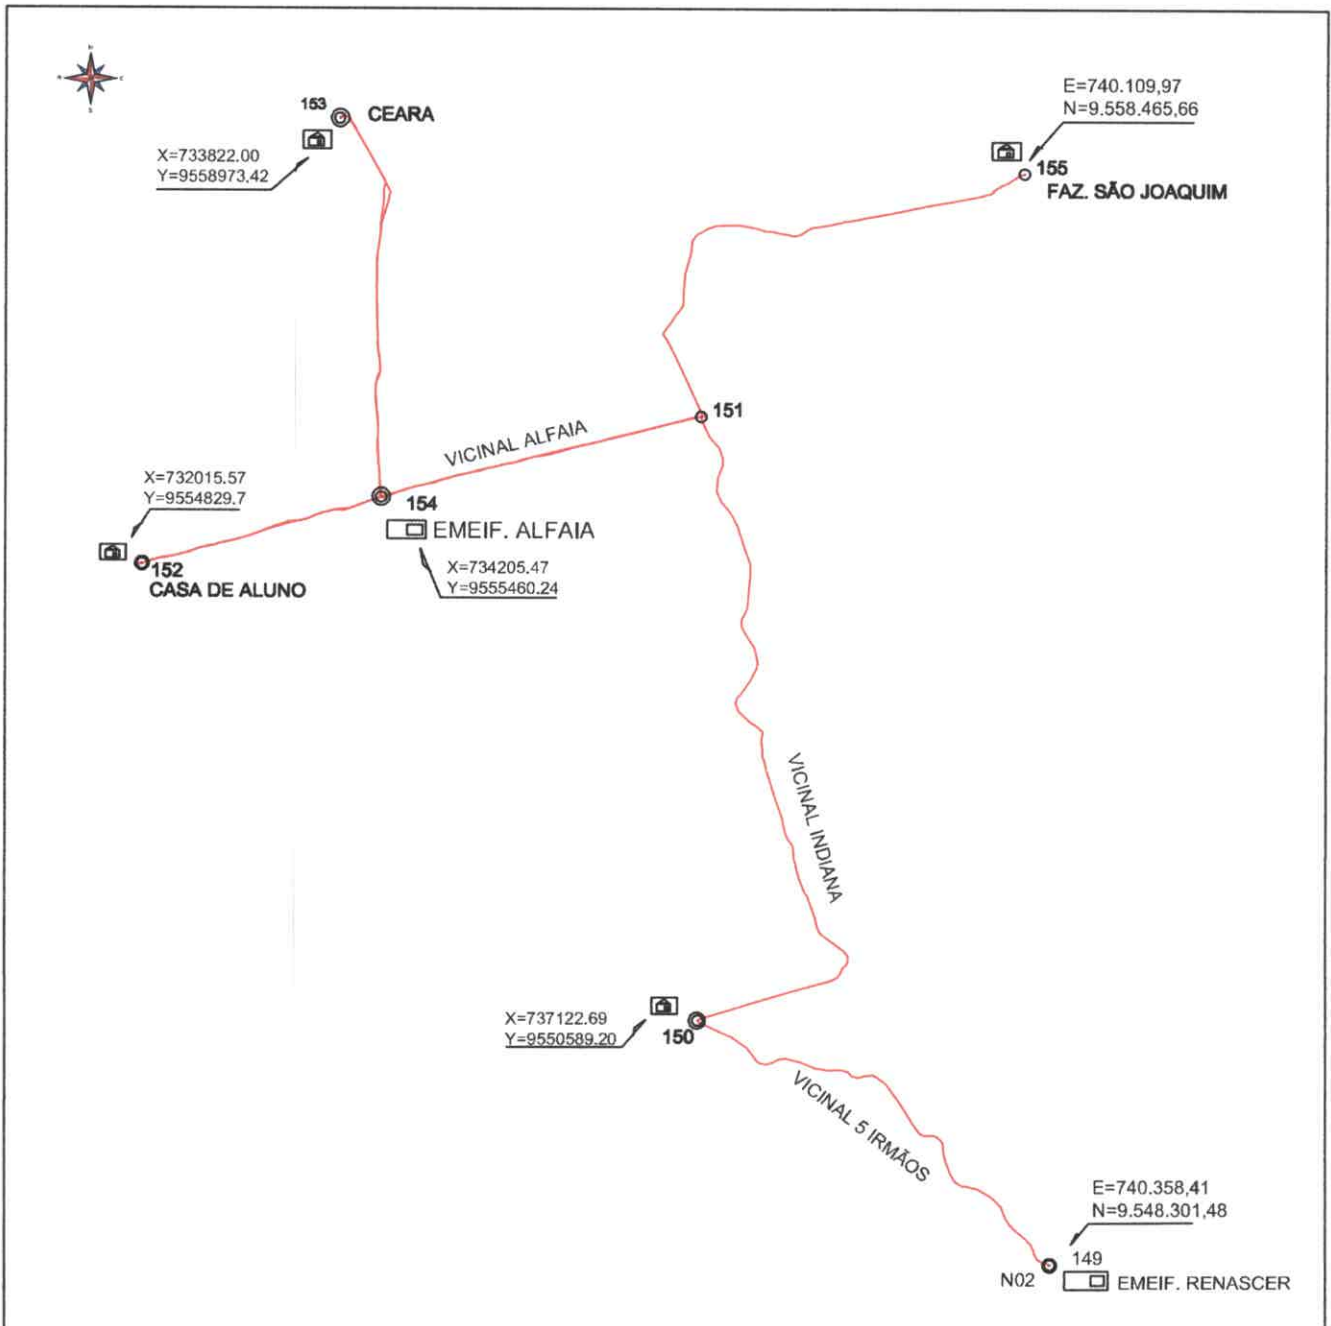 153
CEARA
X=733822.00
Y=9558973.42
E=740.109,97
N=9.558.465,66
155
FAZ. SÃO JOAQUIM
151
VICINAL ALFAIA
X=732015.57
Y=9554829.7
154
EMEIF. ALFAIA
152
CASA DE ALUNO
X=734205.47
Y=9555460.24
VICINAL INDIANA
X=737122.69
Y=9550589.20
150
VICINAL 5 IRMÃOS
E=740.358,41
N=9.548.301,48
149
N02
EMEIF. RENASCER